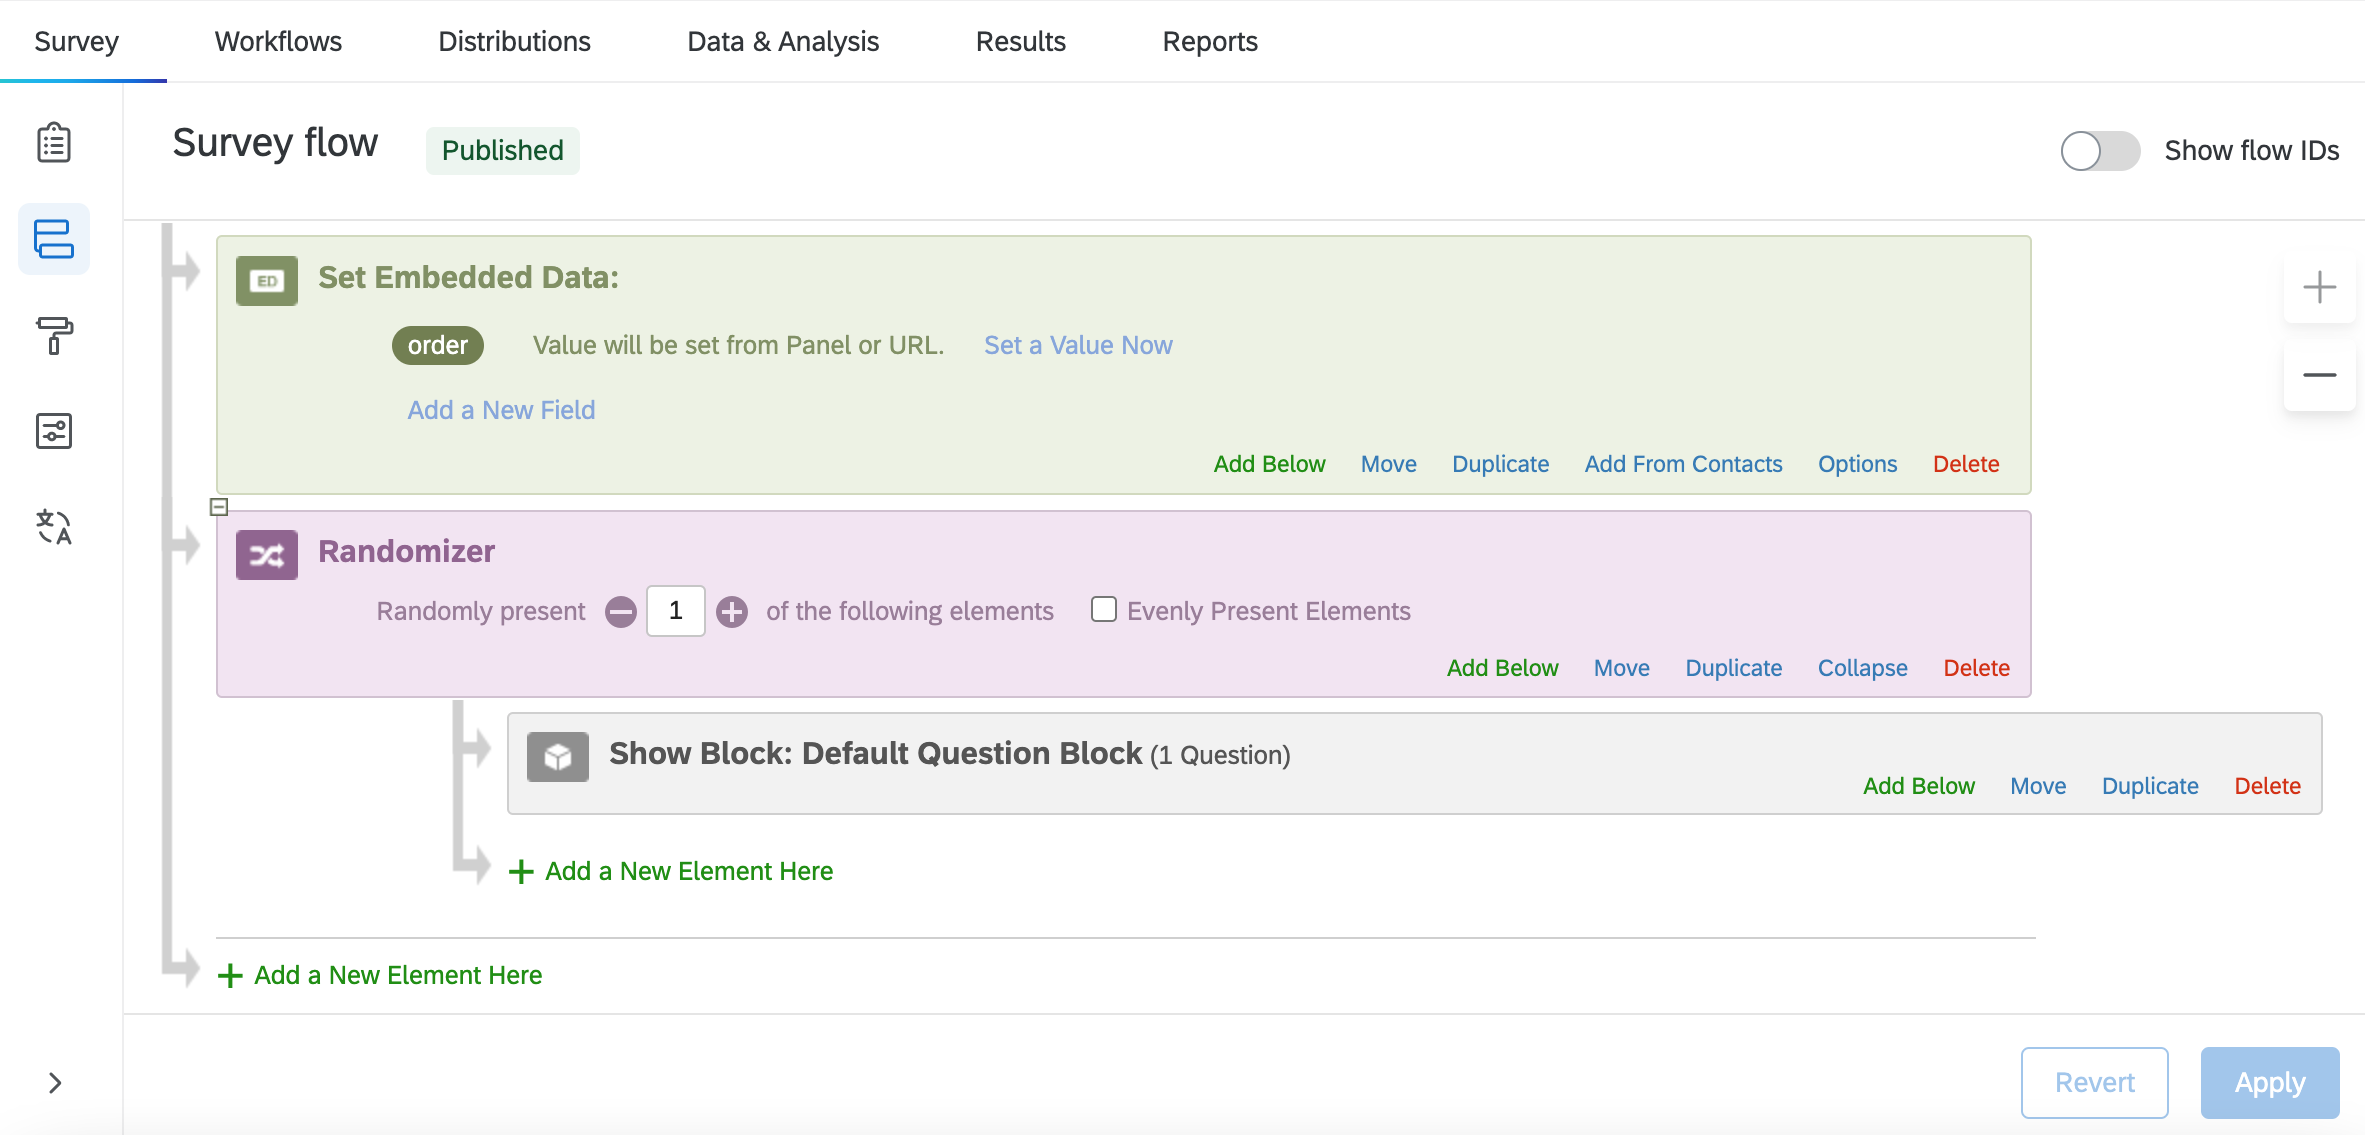 Survey Workflows Distributions Data & Analysis Results Reports
Survey flow Published Show flow IDs
ED Set Embedded Data:
order Value will be set from Panel or URL. Set a Value Now
Add a New Field
Add Below Move Duplicate Add From Contacts Options Delete
Randomizer
Randomly present 1 of the following elements Evenly Present Elements
Add Below Move Duplicate Collapse Delete
Show Block: Default Question Block (1 Question)
Add Below Move Duplicate Delete
Add a New Element Here
Add a New Element Here
Revert Apply